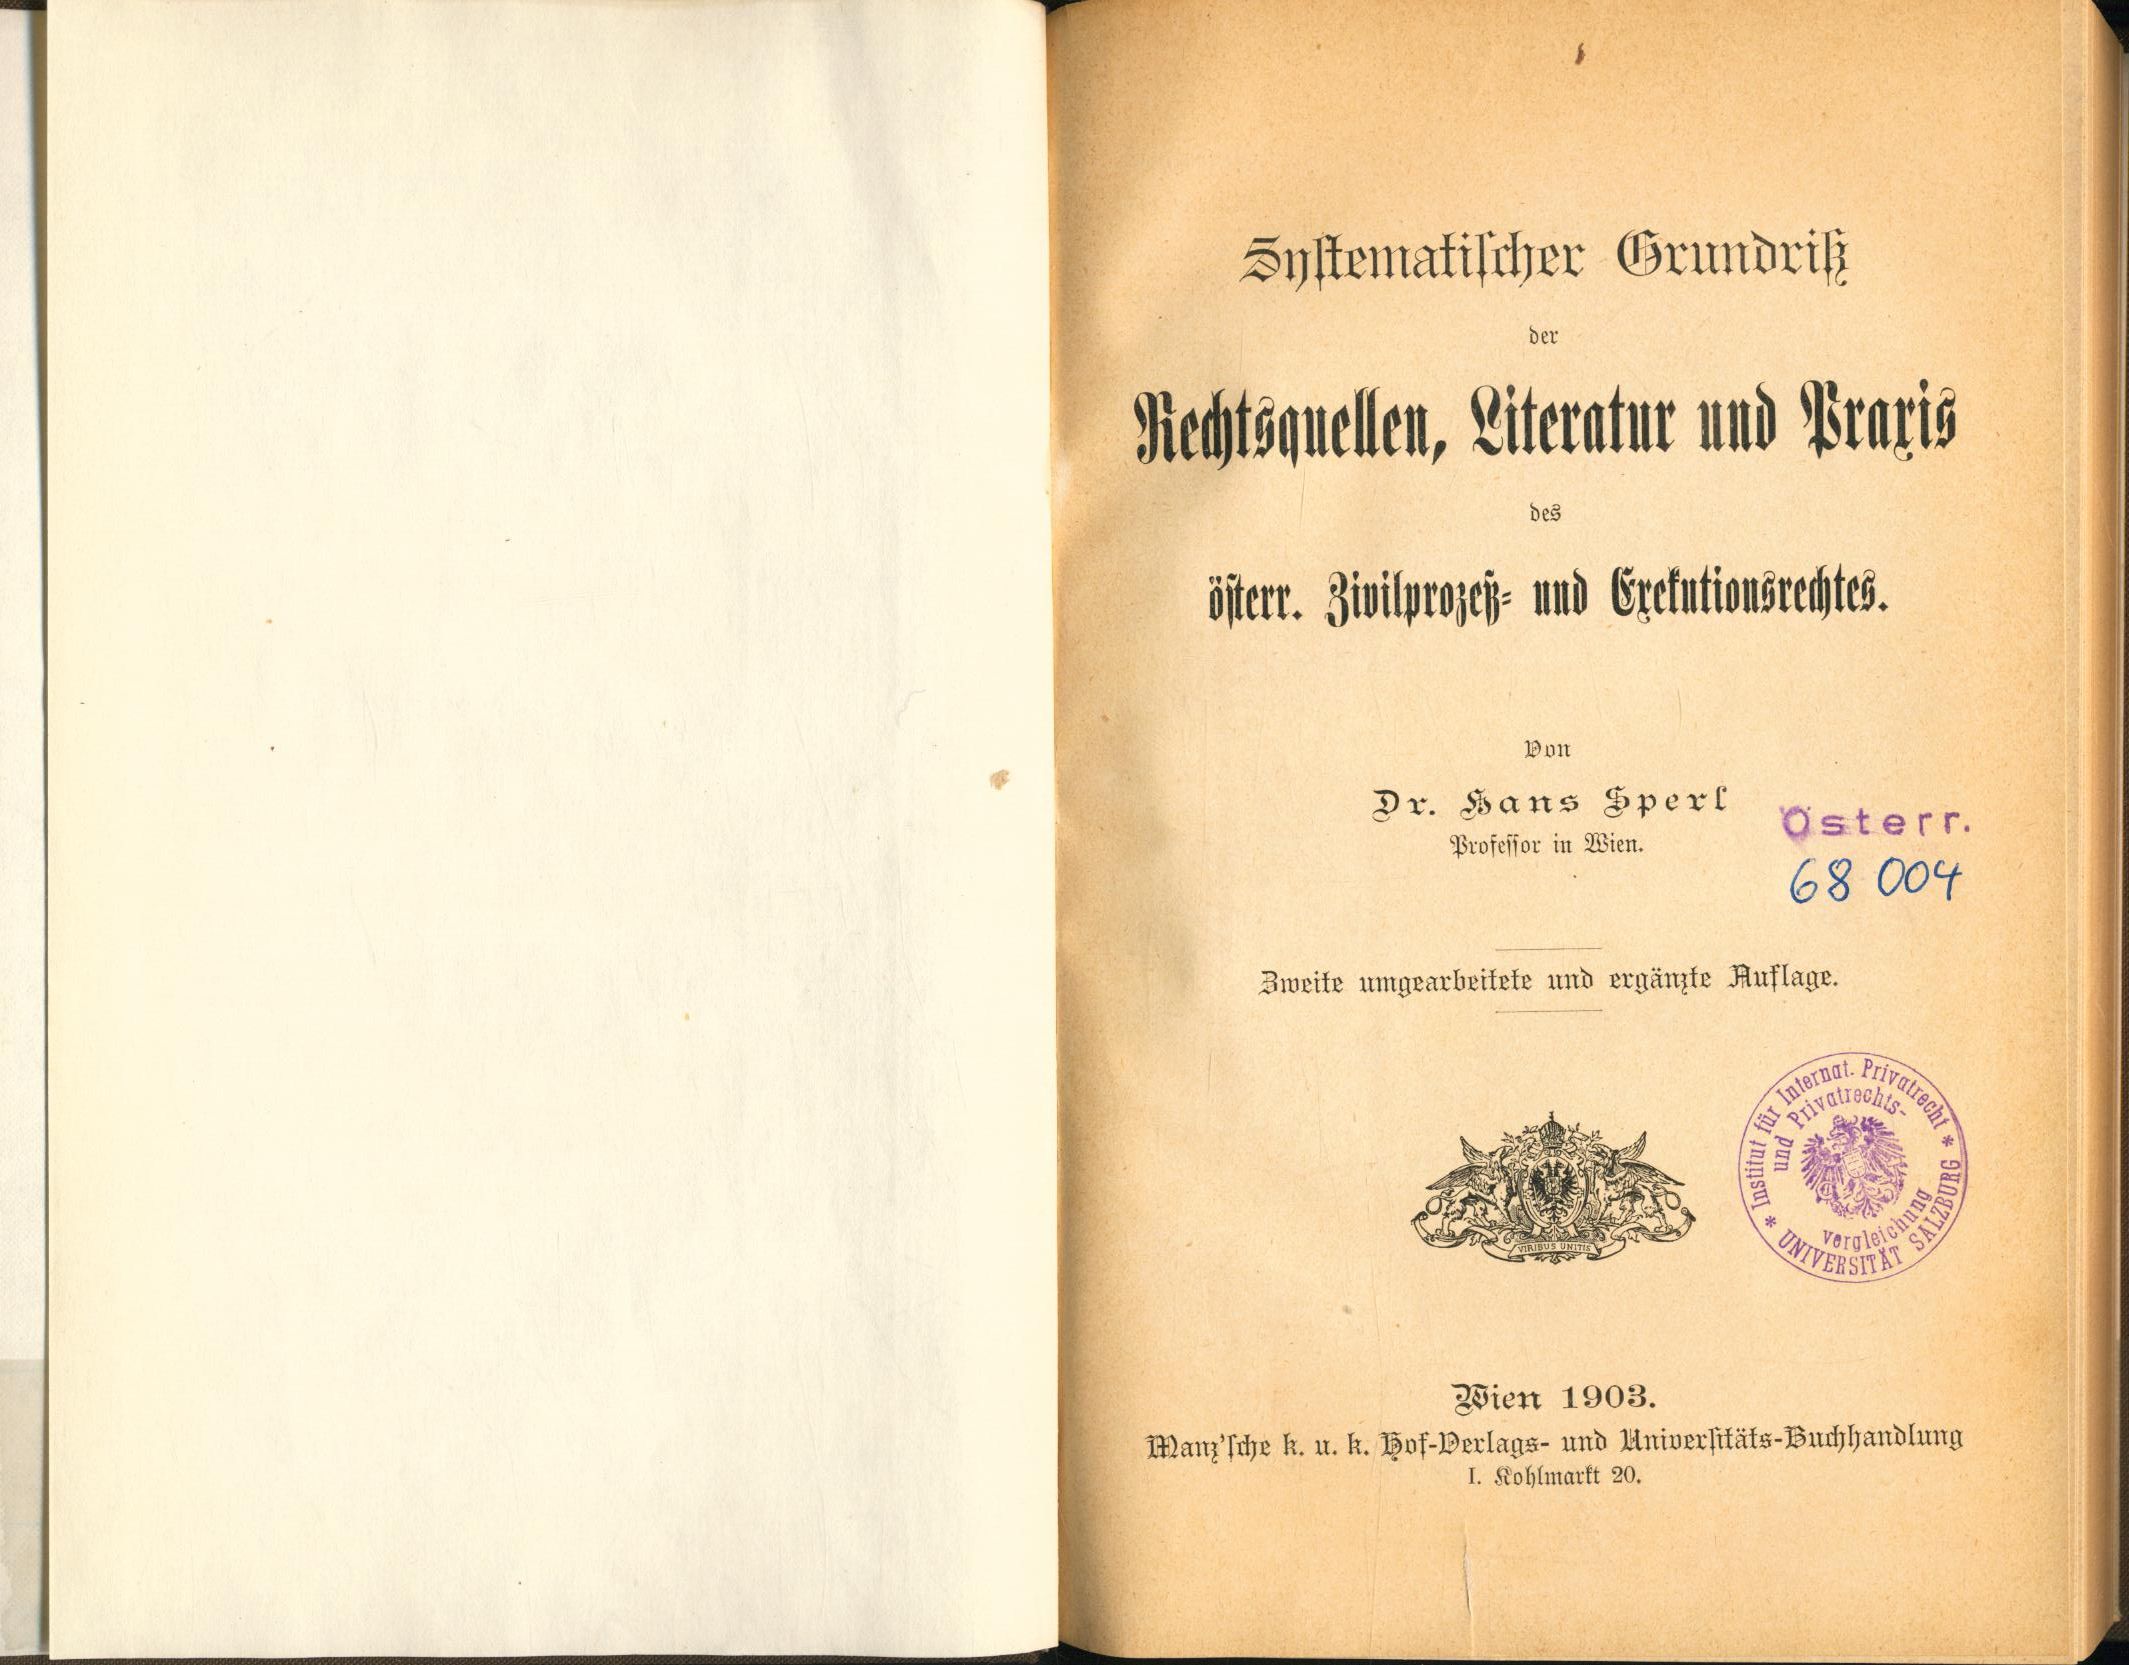 Systematischer Grundriß
der
Rechtsquellen, Literatur und Praxis
des
österr. Zivilprozeß- und Exekutionsrechtes.
Von
Dr. Hans Sperl
Professor in Wien.
Österr.
68 004
Zweite umgearbeitete und ergänzte Auflage.
VIRIBUS UNITIS
* Institut für Internat. Privatrecht *
und Privatrechts-
vergleichung
UNIVERSITÄT SALZBURG
Wien 1903.
Manz'sche k. u. k. Hof-Verlags- und Universitäts-Buchhandlung
I. Kohlmarkt 20.